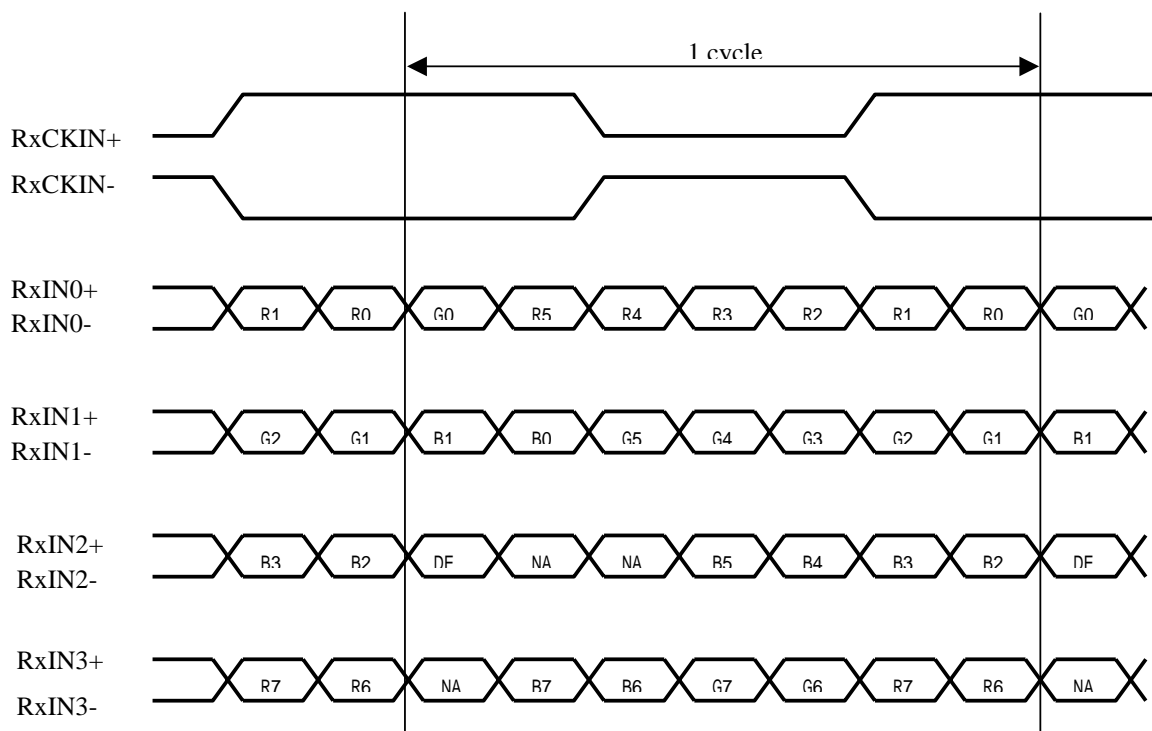 1 cycle
RxCKIN+
RxCKIN-
RxIN0+
RxIN0-
R1 R0 G0 R5 R4 R3 R2 R1 R0 G0
RxIN1+
RxIN1-
G2 G1 B1 B0 G5 G4 G3 G2 G1 B1
RxIN2+
RxIN2-
B3 B2 DE NA NA B5 B4 B3 B2 DE
RxIN3+
RxIN3-
R7 R6 NA B7 B6 G7 G6 R7 R6 NA